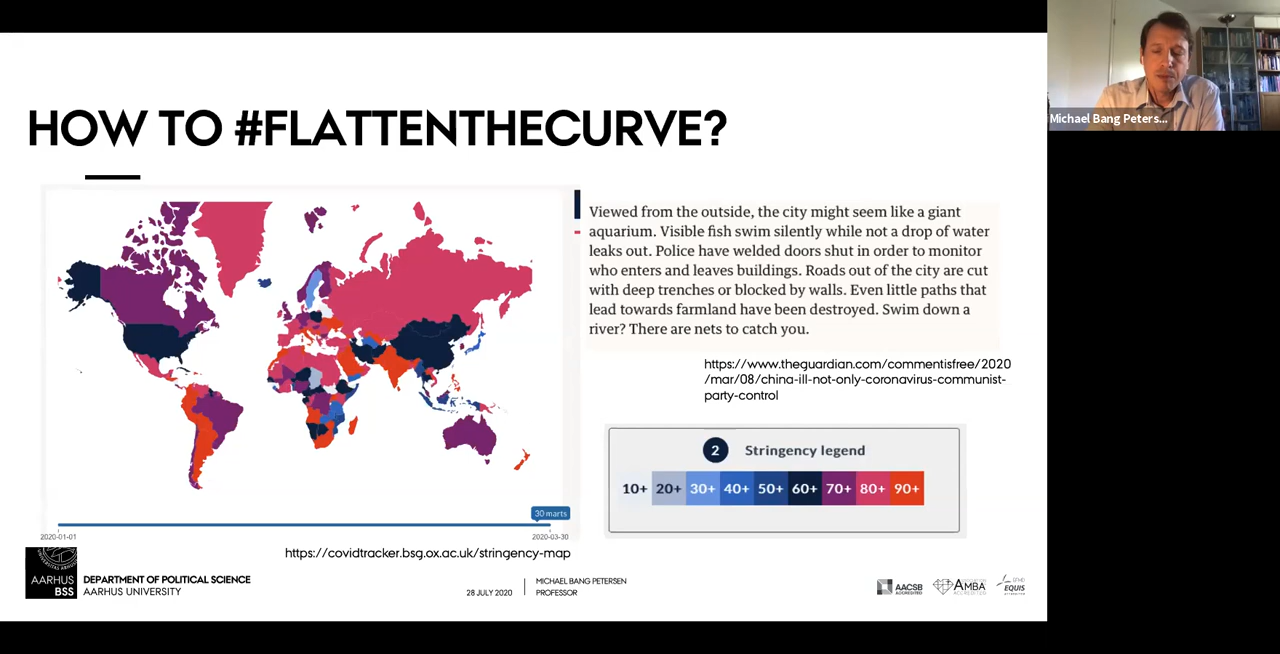 HOW TO #FLATTENTHECURVE?
Viewed from the outside, the city might seem like a giant
aquarium. Visible fish swim silently while not a drop of water
leaks out. Police have welded doors shut in order to monitor
who enters and leaves buildings. Roads out of the city are cut
with deep trenches or blocked by walls. Even little paths that
lead towards farmland have been destroyed. Swim down a
river? There are nets to catch you.
https://www.theguardian.com/commentisfree/2020
/mar/08/china-ill-not-only-coronavirus-communist-
party-control
2 Stringency legend
10+ 20+ 30+ 40+ 50+ 60+ 70+ 80+ 90+
30 marts
2020-01-01 2020-03-30
https://covidtracker.bsg.ox.ac.uk/stringency-map
AARHUS
BSS
DEPARTMENT OF POLITICAL SCIENCE
AARHUS UNIVERSITY
28 JULY 2020
MICHAEL BANG PETERSEN
PROFESSOR
AACSB
ACCREDITED
AMBA
ACCREDITED
EFMD
EQUIS
ACCREDITED
Michael Bang Peters...